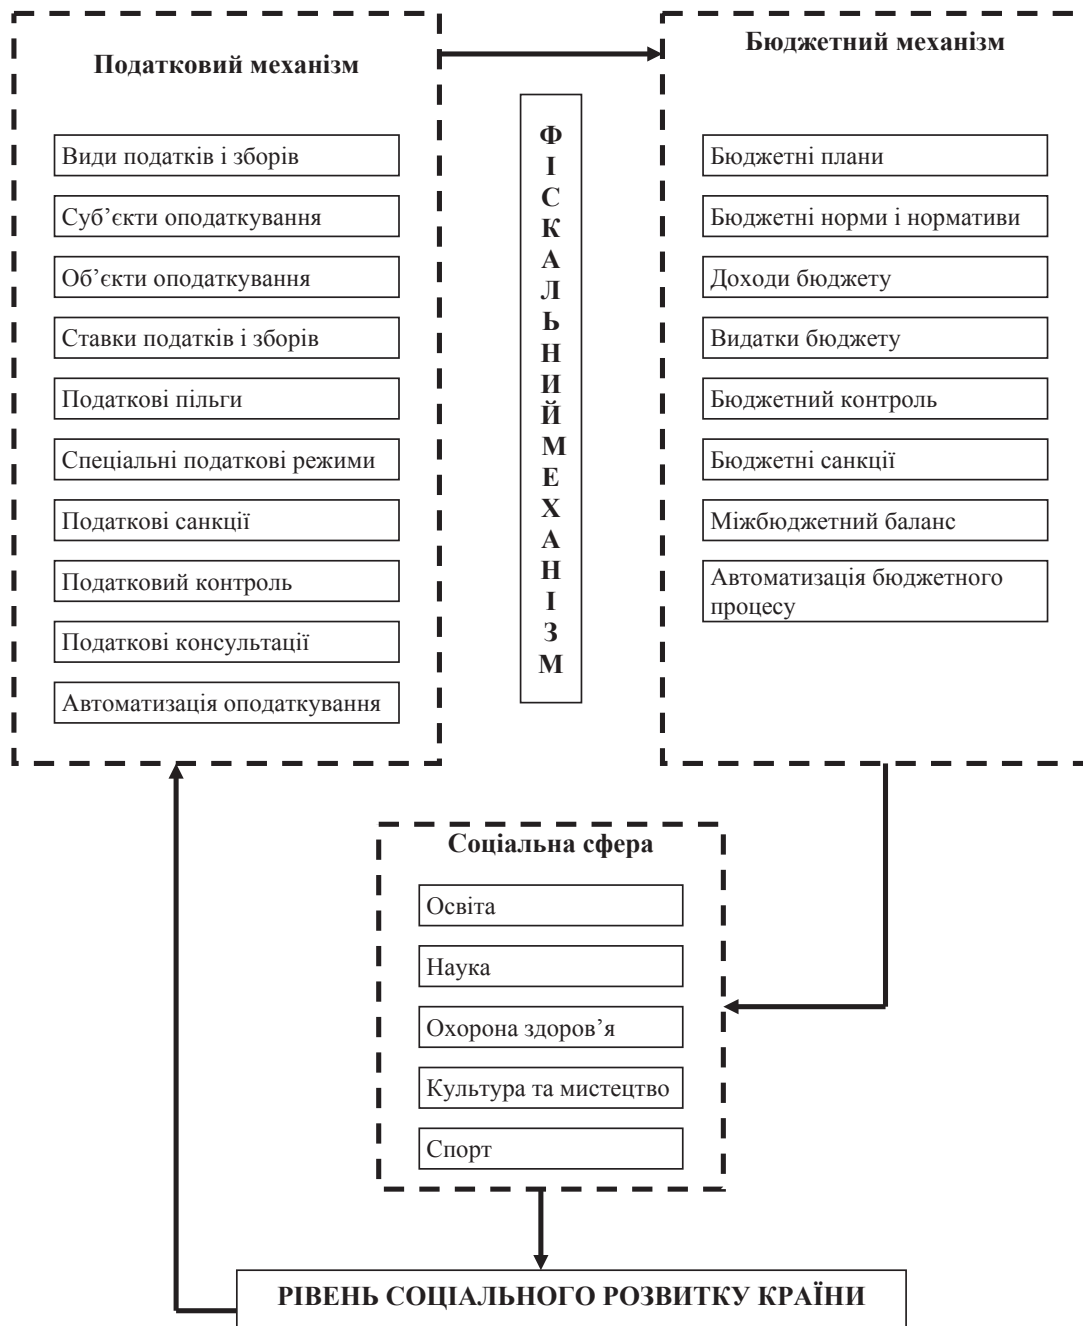 Податковий механізм
Види податків і зборів
Суб’єкти оподаткування
Об’єкти оподаткування
Ставки податків і зборів
Податкові пільги
Спеціальні податкові режими
Податкові санкції
Податковий контроль
Податкові консультації
Автоматизація оподаткування
ФІСКАЛЬНИЙ МЕХАНІЗМ
Бюджетний механізм
Бюджетні плани
Бюджетні норми і нормативи
Доходи бюджету
Видатки бюджету
Бюджетний контроль
Бюджетні санкції
Міжбюджетний баланс
Автоматизація бюджетного
процесу
Соціальна сфера
Освіта
Наука
Охорона здоров’я
Культура та мистецтво
Спорт
РІВЕНЬ СОЦІАЛЬНОГО РОЗВИТКУ КРАЇНИ